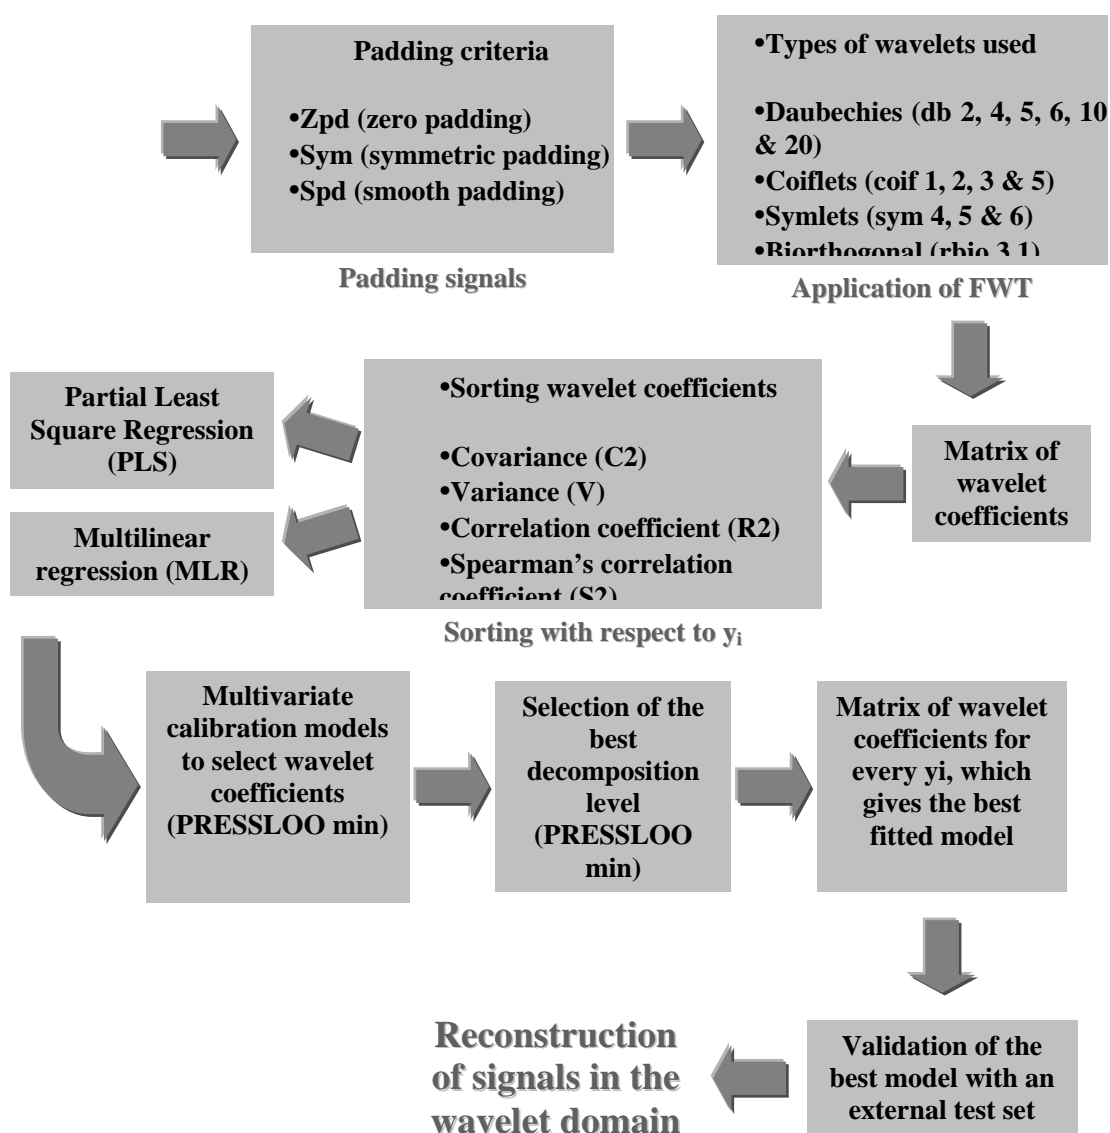 Padding criteria
•Zpd (zero padding)
•Sym (symmetric padding)
•Spd (smooth padding)
Padding signals
•Types of wavelets used
•Daubechies (db 2, 4, 5, 6, 10
& 20)
•Coiflets (coif 1, 2, 3 & 5)
•Symlets (sym 4, 5 & 6)
•Biorthogonal (rbio 3.1)
Application of FWT
Matrix of
wavelet
coefficients
•Sorting wavelet coefficients
•Covariance (C2)
•Variance (V)
•Correlation coefficient (R2)
•Spearman’s correlation
coefficient (S2)
Sorting with respect to yi
Partial Least
Square Regression
(PLS)
Multilinear
regression (MLR)
Multivariate
calibration models
to select wavelet
coefficients
(PRESSLOO min)
Selection of the
best
decomposition
level
(PRESSLOO
min)
Matrix of wavelet
coefficients for
every yi, which
gives the best
fitted model
Validation of the
best model with an
external test set
Reconstruction
of signals in the
wavelet domain